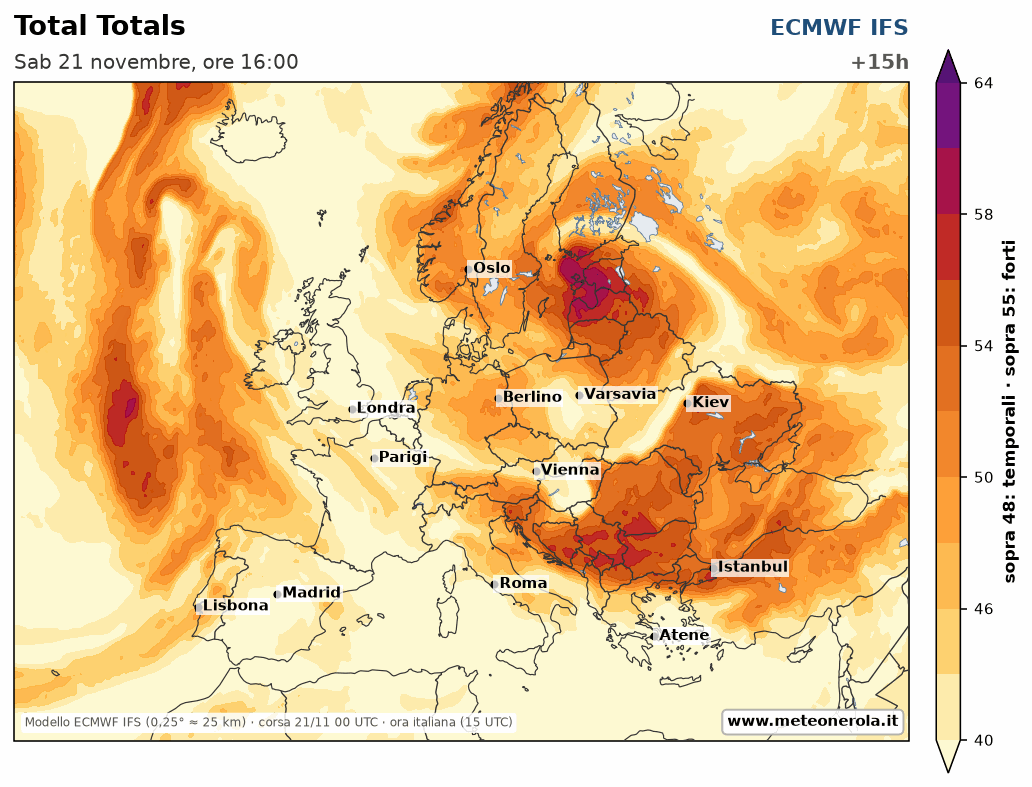 Total Totals
ECMWF IFS
Sab 21 novembre, ore 16:00
+15h
64
58
54
50
46
40
sopra 48: temporali · sopra 55: forti
Oslo
Berlino
Varsavia
Kiev
Londra
Parigi
Vienna
Istanbul
Roma
Madrid
Lisbona
Atene
Modello ECMWF IFS (0,25° ≈ 25 km) · corsa 21/11 00 UTC · ora italiana (15 UTC)
www.meteonerola.it